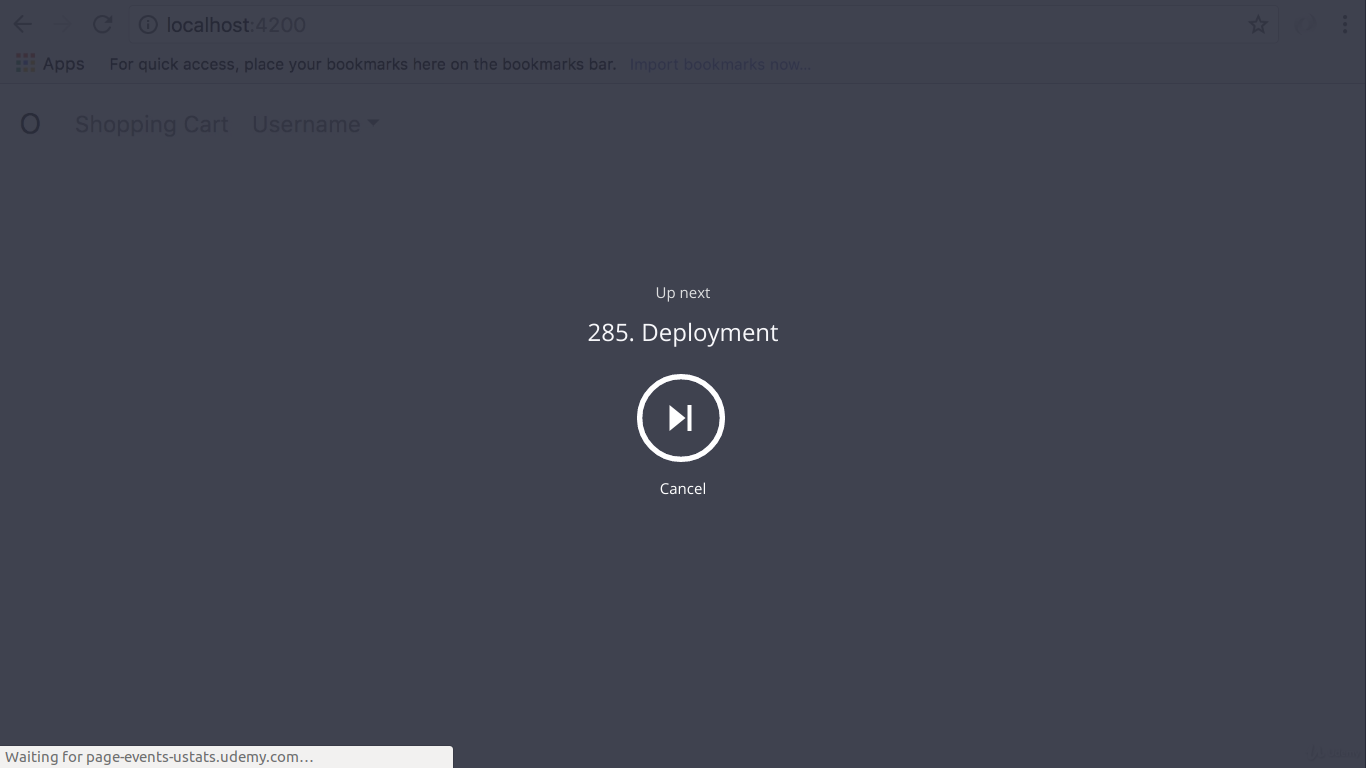 localhost:4200
Apps For quick access, place your bookmarks here on the bookmarks bar. Import bookmarks now...
O Shopping Cart Username
Up next
285. Deployment
Cancel
Waiting for page-events-ustats.udemy.com…